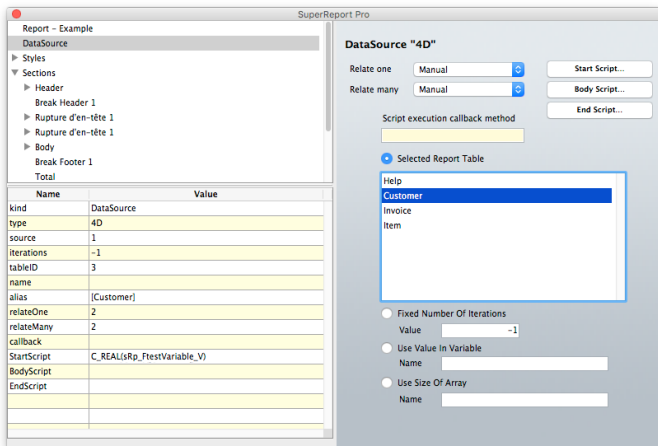 SuperReport Pro
Report - Example
DataSource
Styles
Sections
Header
Break Header 1
Rupture d'en-tête 1
Rupture d'en-tête 1
Body
Break Footer 1
Total
Name Value
kind DataSource
type 4D
source 1
iterations -1
tableID 3
name
alias [Customer]
relateOne 2
relateMany 2
callback
StartScript C_REAL(sRp_FtestVariable_V)
BodyScript
EndScript
DataSource "4D"
Relate one Manual Start Script...
Relate many Manual Body Script...
End Script...
Script execution callback method
Selected Report Table
Help
Customer
Invoice
Item
Fixed Number Of Iterations
Value -1
Use Value In Variable
Name
Use Size Of Array
Name